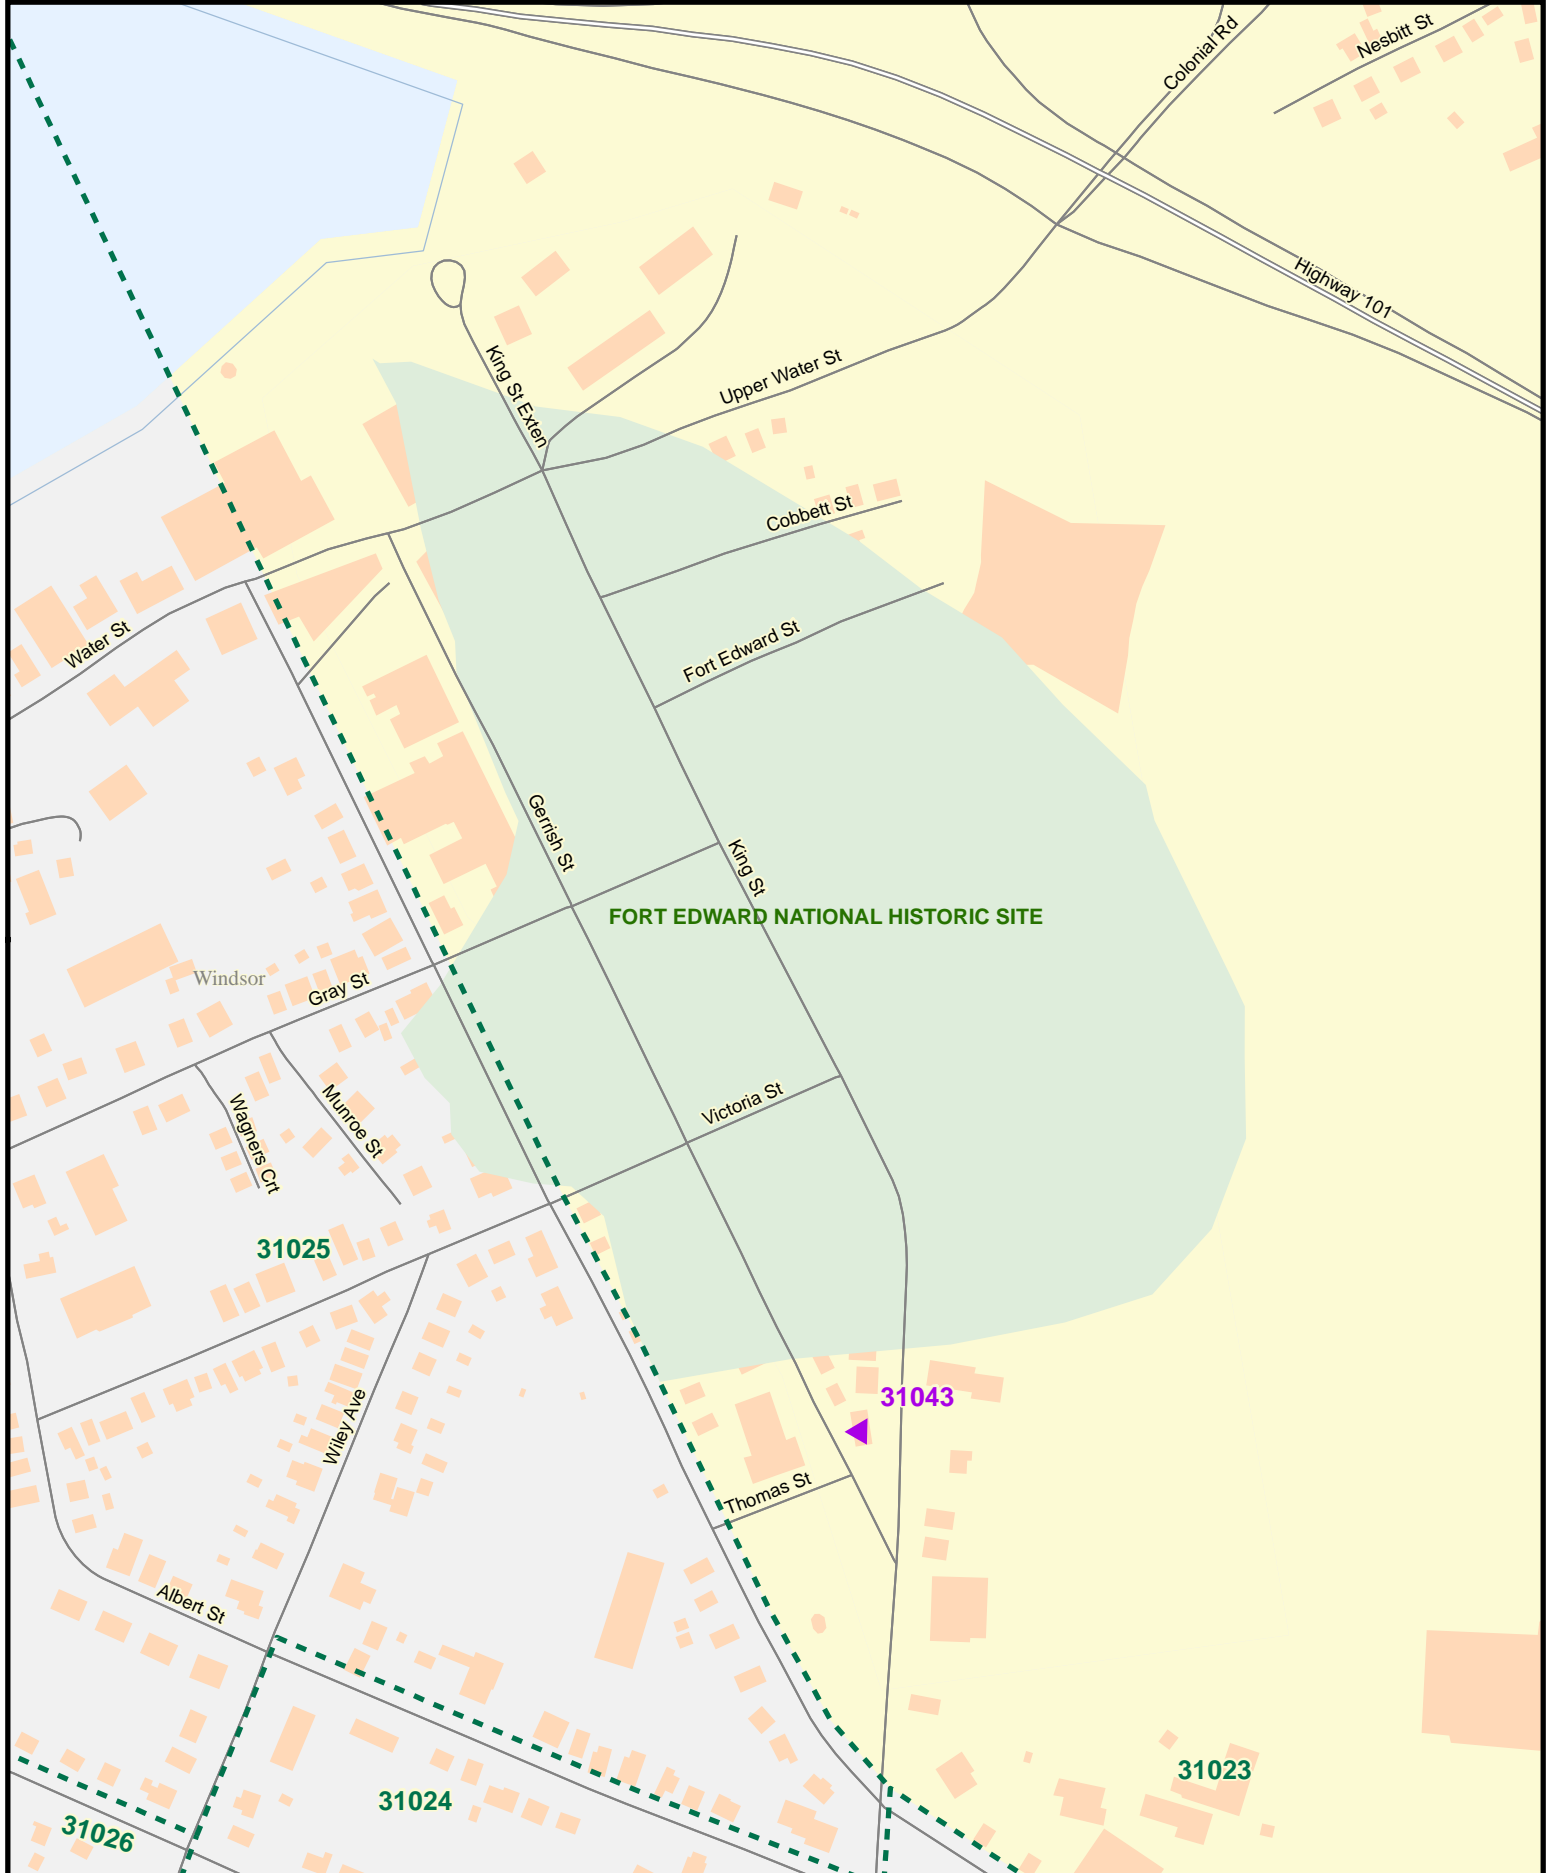 Colonial Rd
Nesbitt St
Highway 101
King St Exten
Upper Water St
Cobbett St
Water St
Fort Edward St
Gerrish St
King St
FORT EDWARD NATIONAL HISTORIC SITE
Windsor
Gray St
Wagners Crt
Munroe St
Victoria St
31025
31043
Wiley Ave
Thomas St
Albert St
31023
31024
31026